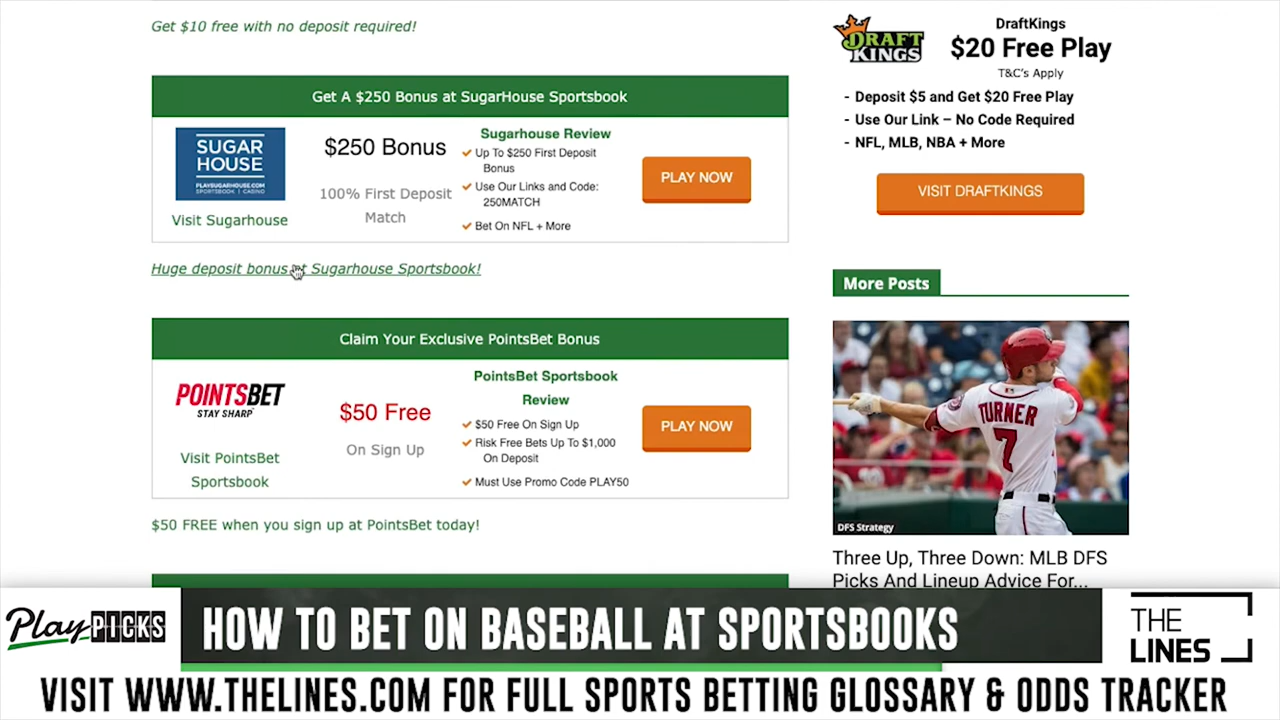 Get $10 free with no deposit required!
Get A $250 Bonus at SugarHouse Sportsbook
SUGAR
HOUSE
PLAYSUGARHOUSE.COM
SPORTSBOOK | CASINO
Visit Sugarhouse
$250 Bonus
100% First Deposit
Match
Sugarhouse Review
Up To $250 First Deposit
Bonus
Use Our Links and Code:
250MATCH
Bet On NFL + More
PLAY NOW
Huge deposit bonus at Sugarhouse Sportsbook!
Claim Your Exclusive PointsBet Bonus
POINTSBET
STAY SHARP
Visit PointsBet
Sportsbook
$50 Free
On Sign Up
PointsBet Sportsbook
Review
$50 Free On Sign Up
Risk Free Bets Up To $1,000
On Deposit
Must Use Promo Code PLAY50
PLAY NOW
$50 FREE when you sign up at PointsBet today!
DRAFT
KINGS
DraftKings
$20 Free Play
T&C's Apply
- Deposit $5 and Get $20 Free Play
- Use Our Link – No Code Required
- NFL, MLB, NBA + More
VISIT DRAFTKINGS
More Posts
TURNER
7
DFS Strategy
Three Up, Three Down: MLB DFS
Picks And Lineup Advice For...
Play PICKS
HOW TO BET ON BASEBALL AT SPORTSBOOKS
THE
LINES
VISIT WWW.THELINES.COM FOR FULL SPORTS BETTING GLOSSARY & ODDS TRACKER